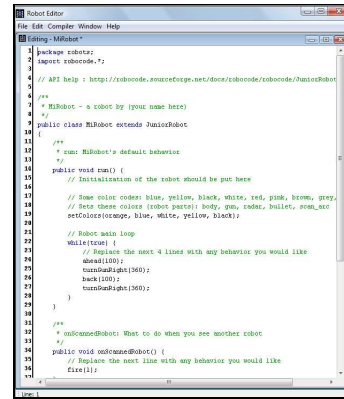 Robot Editor
File Edit Compiler Window Help
Editing - MiRobot *
1 package robots;
2 import robocode.*;
3
4 // API help : http://robocode.sourceforge.net/docs/robocode/robocode/JuniorRobot
5
6 /**
7 * MiRobot - a robot by (your name here)
8 */
9 public class MiRobot extends JuniorRobot
10 {
11 /**
12 * run: MiRobot's default behavior
13 */
14 public void run() {
15 // Initialization of the robot should be put here
16
17 // Some color codes: blue, yellow, black, white, red, pink, brown, grey,
18 // Sets these colors (robot parts): body, gun, radar, bullet, scan_arc
19 setColors(orange, blue, white, yellow, black);
20
21 // Robot main loop
22 while(true) {
23 // Replace the next 4 lines with any behavior you would like
24 ahead(100);
25 turnGunRight(360);
26 back(100);
27 turnGunRight(360);
28 }
29 }
30
31 /**
32 * onScannedRobot: What to do when you see another robot
33 */
34 public void onScannedRobot() {
35 // Replace the next line with any behavior you would like
36 fire(1);
37
Line: 1